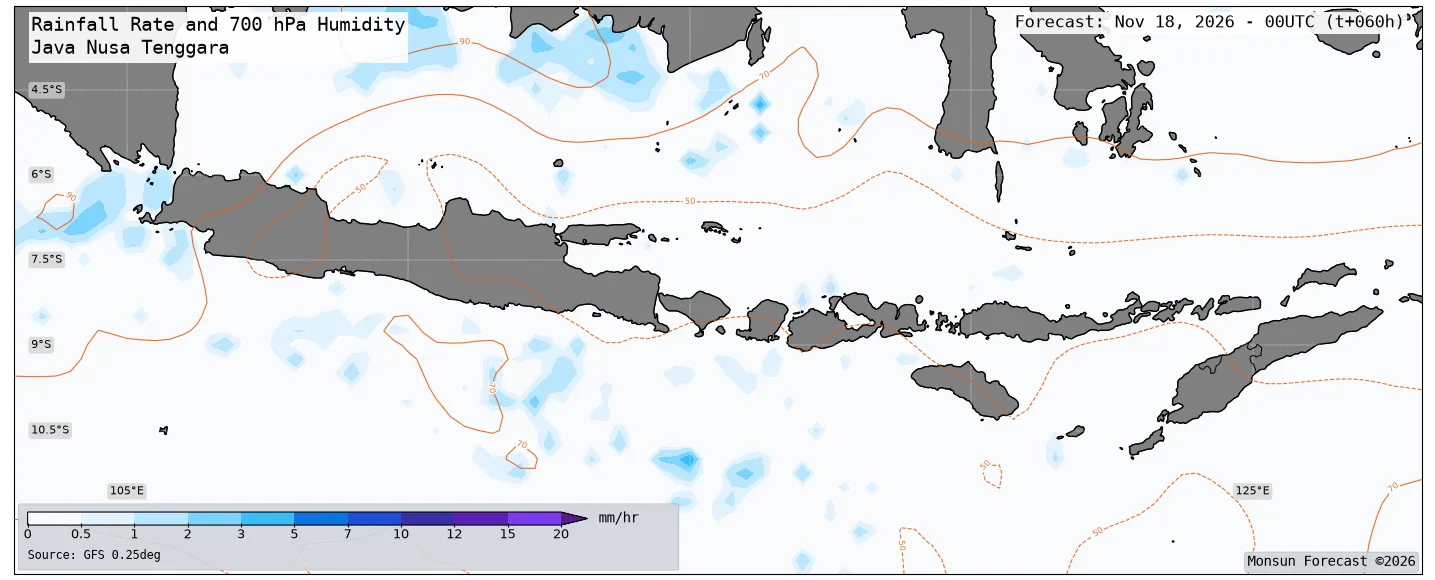 Rainfall Rate and 700 hPa Humidity
Java Nusa Tenggara
Forecast: Nov 18, 2026 - 00UTC (t+060h)
90
70
4.5°S
6°S
50
90
50
7.5°S
9°S
70
10.5°S
70
50
105°E
125°E
70
50
50
mm/hr
0 0.5 1 2 3 5 7 10 12 15 20
Source: GFS 0.25deg
Monsun Forecast ©2026